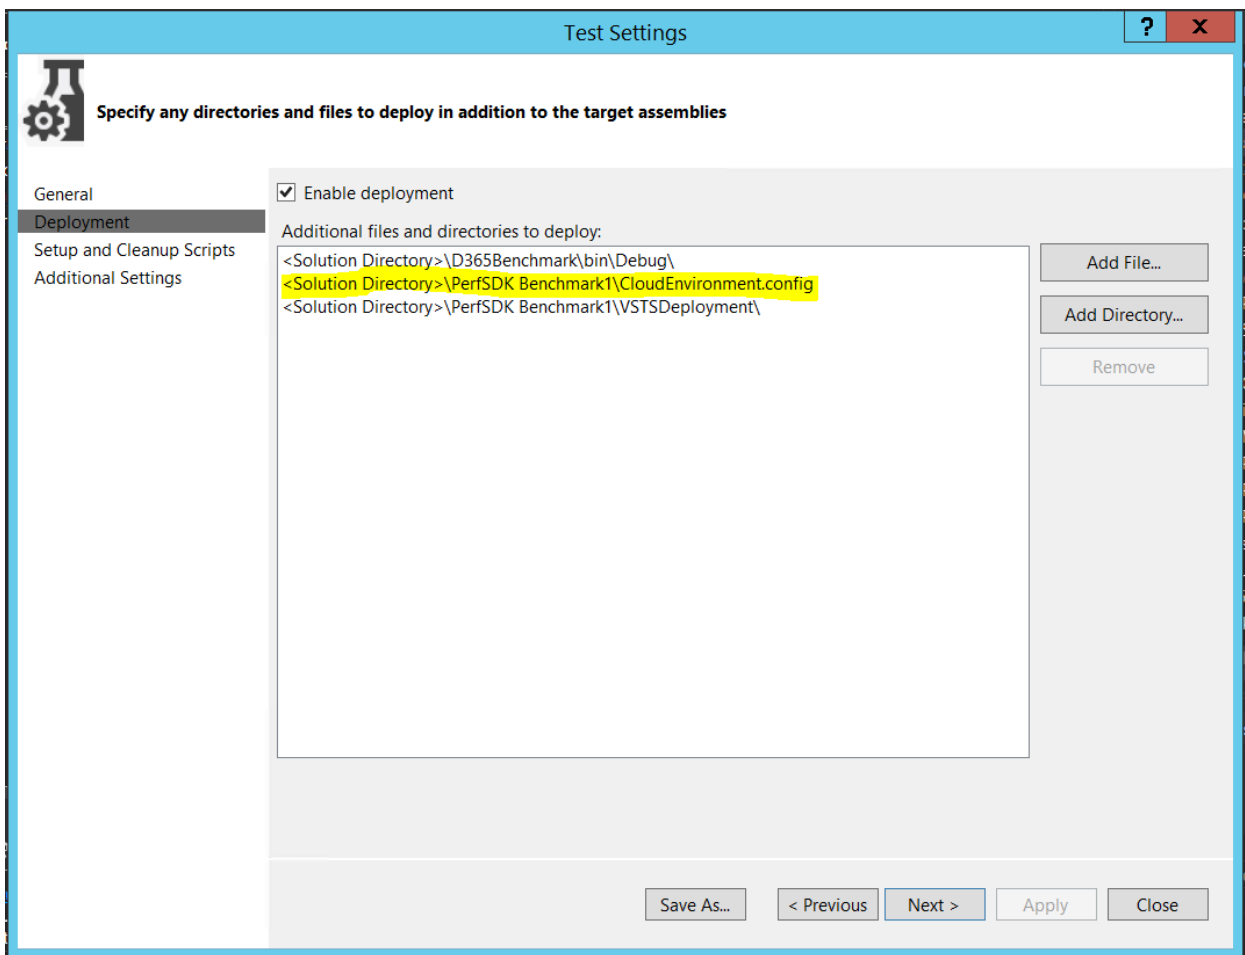 Test Settings
?
X
Specify any directories and files to deploy in addition to the target assemblies
General
Deployment
Setup and Cleanup Scripts
Additional Settings
Enable deployment
Additional files and directories to deploy:
<Solution Directory>\D365Benchmark\bin\Debug\
<Solution Directory>\PerfSDK Benchmark1\CloudEnvironment.config
<Solution Directory>\PerfSDK Benchmark1\VSTSDeployment\
Add File...
Add Directory...
Remove
Save As...
< Previous
Next >
Apply
Close